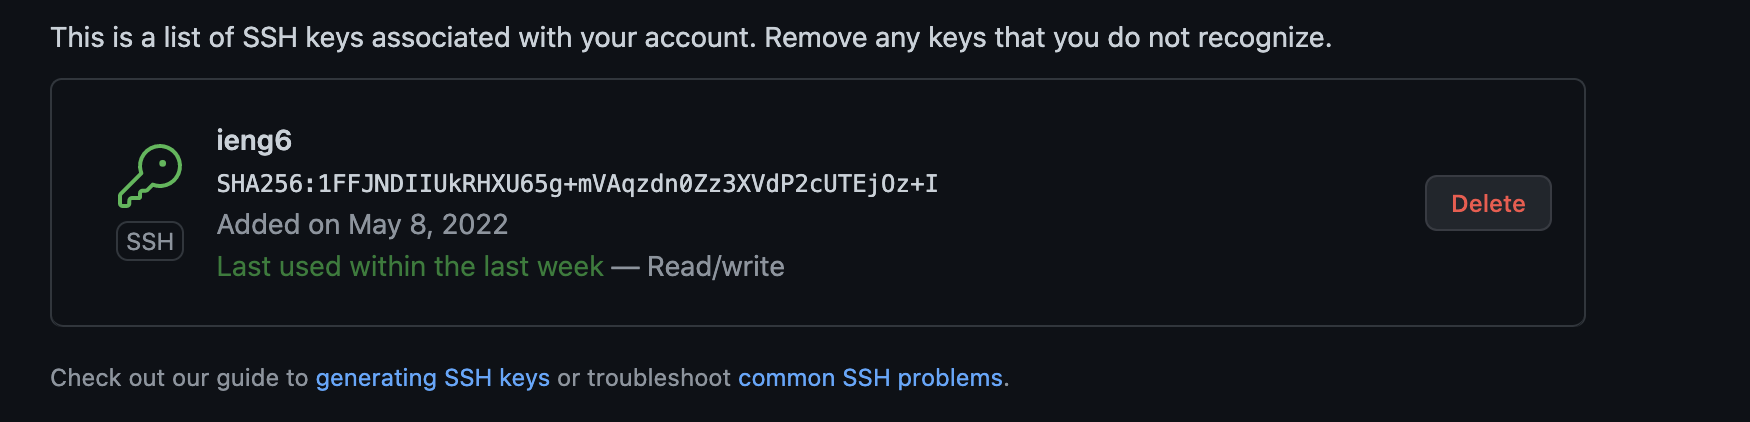 This is a list of SSH keys associated with your account. Remove any keys that you do not recognize.
ieng6
SHA256:1FFJNDIIUkRHXU65g+mVAqzdn0Zz3XVdP2cUTEjOz+I
Added on May 8, 2022
Last used within the last week — Read/write
SSH
Delete
Check out our guide to generating SSH keys or troubleshoot common SSH problems.